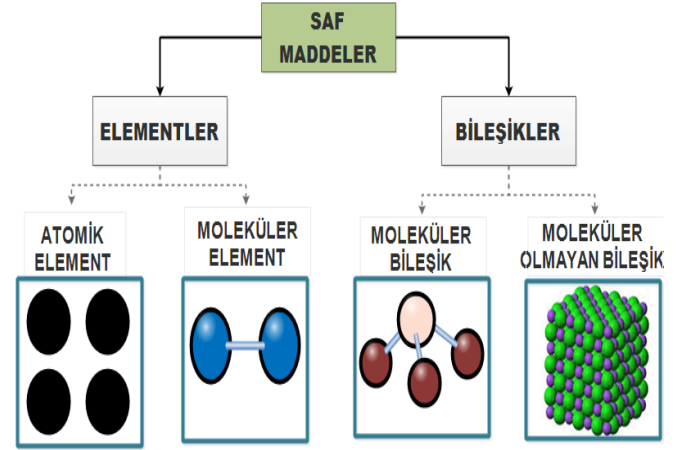 SAF
MADDELER
ELEMENTLER
BİLEŞİKLER
ATOMİK
ELEMENT
MOLEKÜLER
ELEMENT
MOLEKÜLER
BİLEŞİK
MOLEKÜLER
OLMAYAN BİLEŞİK